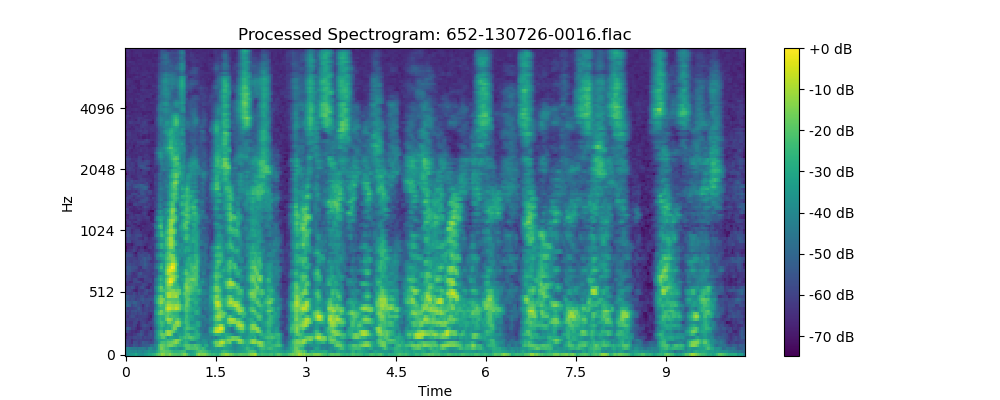 Processed Spectrogram: 652-130726-0016.flac
Hz
4096
2048
1024
512
0
0 1.5 3 4.5 6 7.5 9
Time
+0 dB
-10 dB
-20 dB
-30 dB
-40 dB
-50 dB
-60 dB
-70 dB